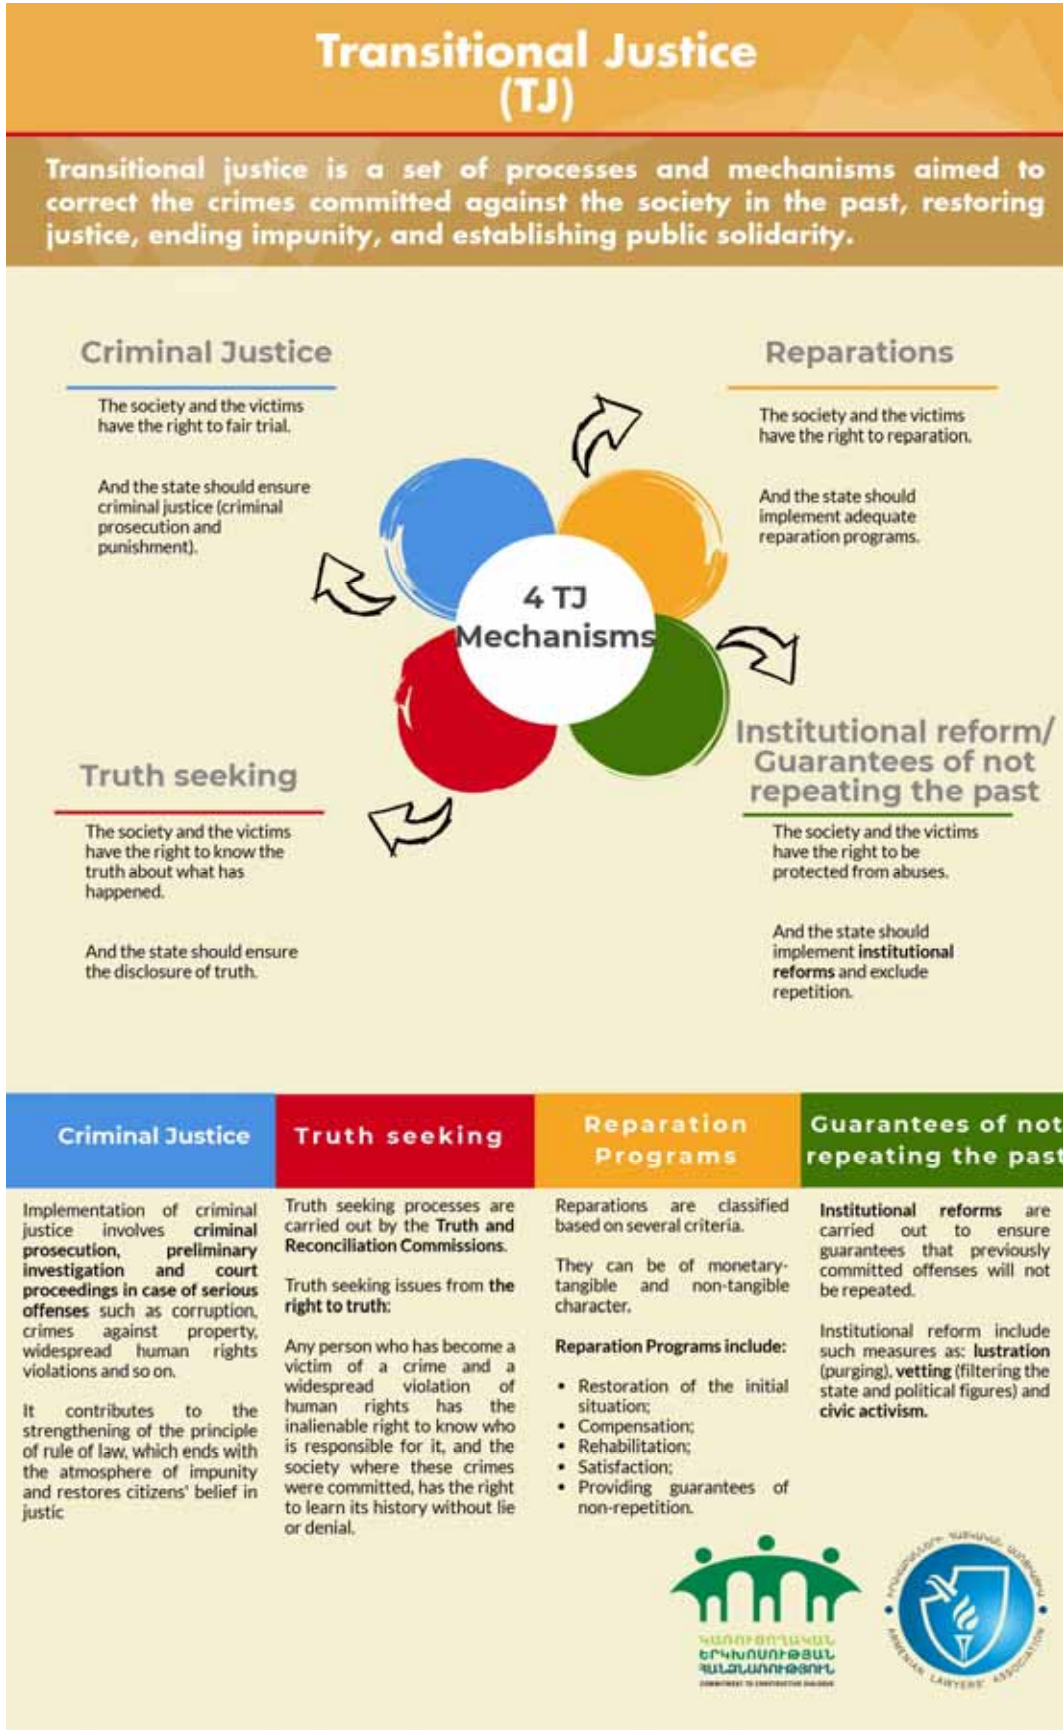 Transitional Justice
(TJ)
Transitional justice is a set of processes and mechanisms aimed to
correct the crimes committed against the society in the past, restoring
justice, ending impunity, and establishing public solidarity.
Criminal Justice
The society and the victims
have the right to fair trial.
And the state should ensure
criminal justice (criminal
prosecution and
punishment).
Reparations
The society and the victims
have the right to reparation.
And the state should
implement adequate
reparation programs.
4 TJ
Mechanisms
Truth seeking
The society and the victims
have the right to know the
truth about what has
happened.
And the state should ensure
the disclosure of truth.
Institutional reform/
Guarantees of not
repeating the past
The society and the victims
have the right to be
protected from abuses.
And the state should
implement institutional
reforms and exclude
repetition.
Criminal Justice
Implementation of criminal
justice involves criminal
prosecution, preliminary
investigation and court
proceedings in case of serious
offenses such as corruption,
crimes against property,
widespread human rights
violations and so on.
It contributes to the
strengthening of the principle
of rule of law, which ends with
the atmosphere of impunity
and restores citizens' belief in
justic
Truth seeking
Truth seeking processes are
carried out by the Truth and
Reconciliation Commissions.
Truth seeking issues from the
right to truth:
Any person who has become a
victim of a crime and a
widespread violation of
human rights has the
inalienable right to know who
is responsible for it, and the
society where these crimes
were committed, has the right
to learn its history without lie
or denial.
Reparation
Programs
Reparations are classified
based on several criteria.
They can be of monetary-
tangible and non-tangible
character.
Reparation Programs include:
• Restoration of the initial
situation;
• Compensation;
• Rehabilitation;
• Satisfaction;
• Providing guarantees of
non-repetition.
Guarantees of not
repeating the past
Institutional reforms are
carried out to ensure
guarantees that previously
committed offenses will not
be repeated.
Institutional reform include
such measures as: lustration
(purging), vetting (filtering the
state and political figures) and
civic activism.
ԿԱՌՈՒՑՈՂԱԿԱՆ
ԵՐԿԽՈՍՈՒԹՅԱՆ
ՀԱՆՁՆԱՌՈՒԹՅՈՒՆ
COMMITMENT TO CONSTRUCTIVE DIALOGUE
ARMENIAN LAWYERS' ASSOCIATION